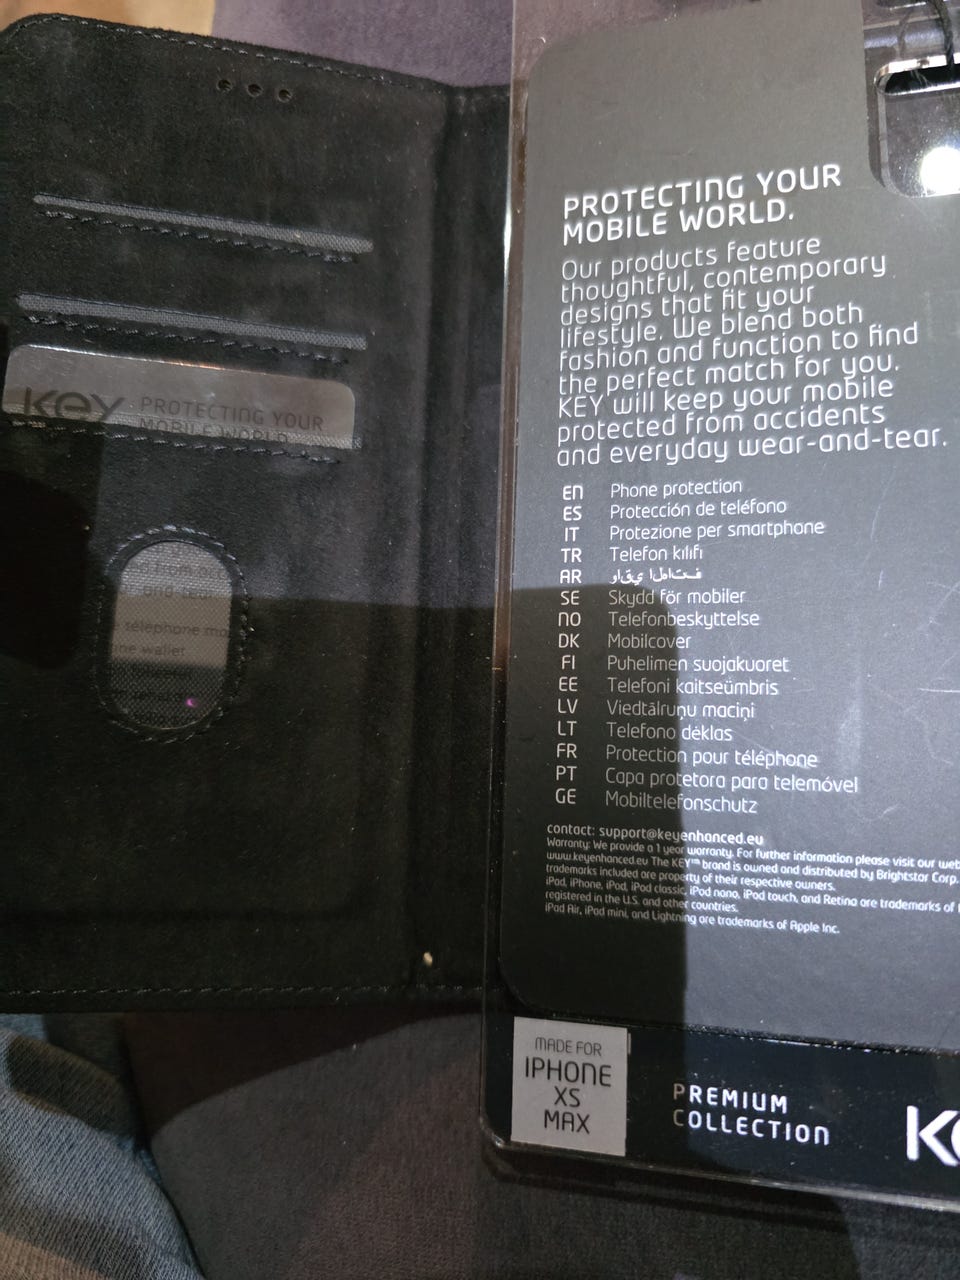 key PROTECTING YOUR
MOBILE WORLD.
télephone mo
ne wallet
PROTECTING YOUR
MOBILE WORLD.
Our products feature
thoughtful, contemporary
designs that fit your
lifestyle. We blend both
fashion and function to find
the perfect match for you.
KEY will keep your mobile
protected from accidents
and everyday wear-and-tear.
EN Phone protection
ES Protección de teléfono
IT Protezione per smartphone
TR Telefon kılıfı
AR واقي الهاتف
SE Skydd för mobiler
NO Telefonbeskyttelse
DK Mobilcover
FI Puhelimen suojakuoret
EE Telefoni kaitseümbris
LV Viedtālruņu maciņi
LT Telefono dėklas
FR Protection pour téléphone
PT Capa protetora para telemóvel
GE Mobiltelefonschutz
contact: support@keyenhanced.eu
Warranty: We provide a 1 year warranty. For further information please visit our web
www.keyenhanced.eu The KEY™ brand is owned and distributed by Brightstar Corp.
trademarks included are property of their respective owners.
iPad, iPhone, iPod, iPod classic, iPod nano, iPod touch, and Retina are trademarks of
registered in the U.S. and other countries.
iPad Air, iPad mini, and Lightning are trademarks of Apple Inc.
MADE FOR
IPHONE
XS
MAX
PREMIUM
COLLECTION
Ke